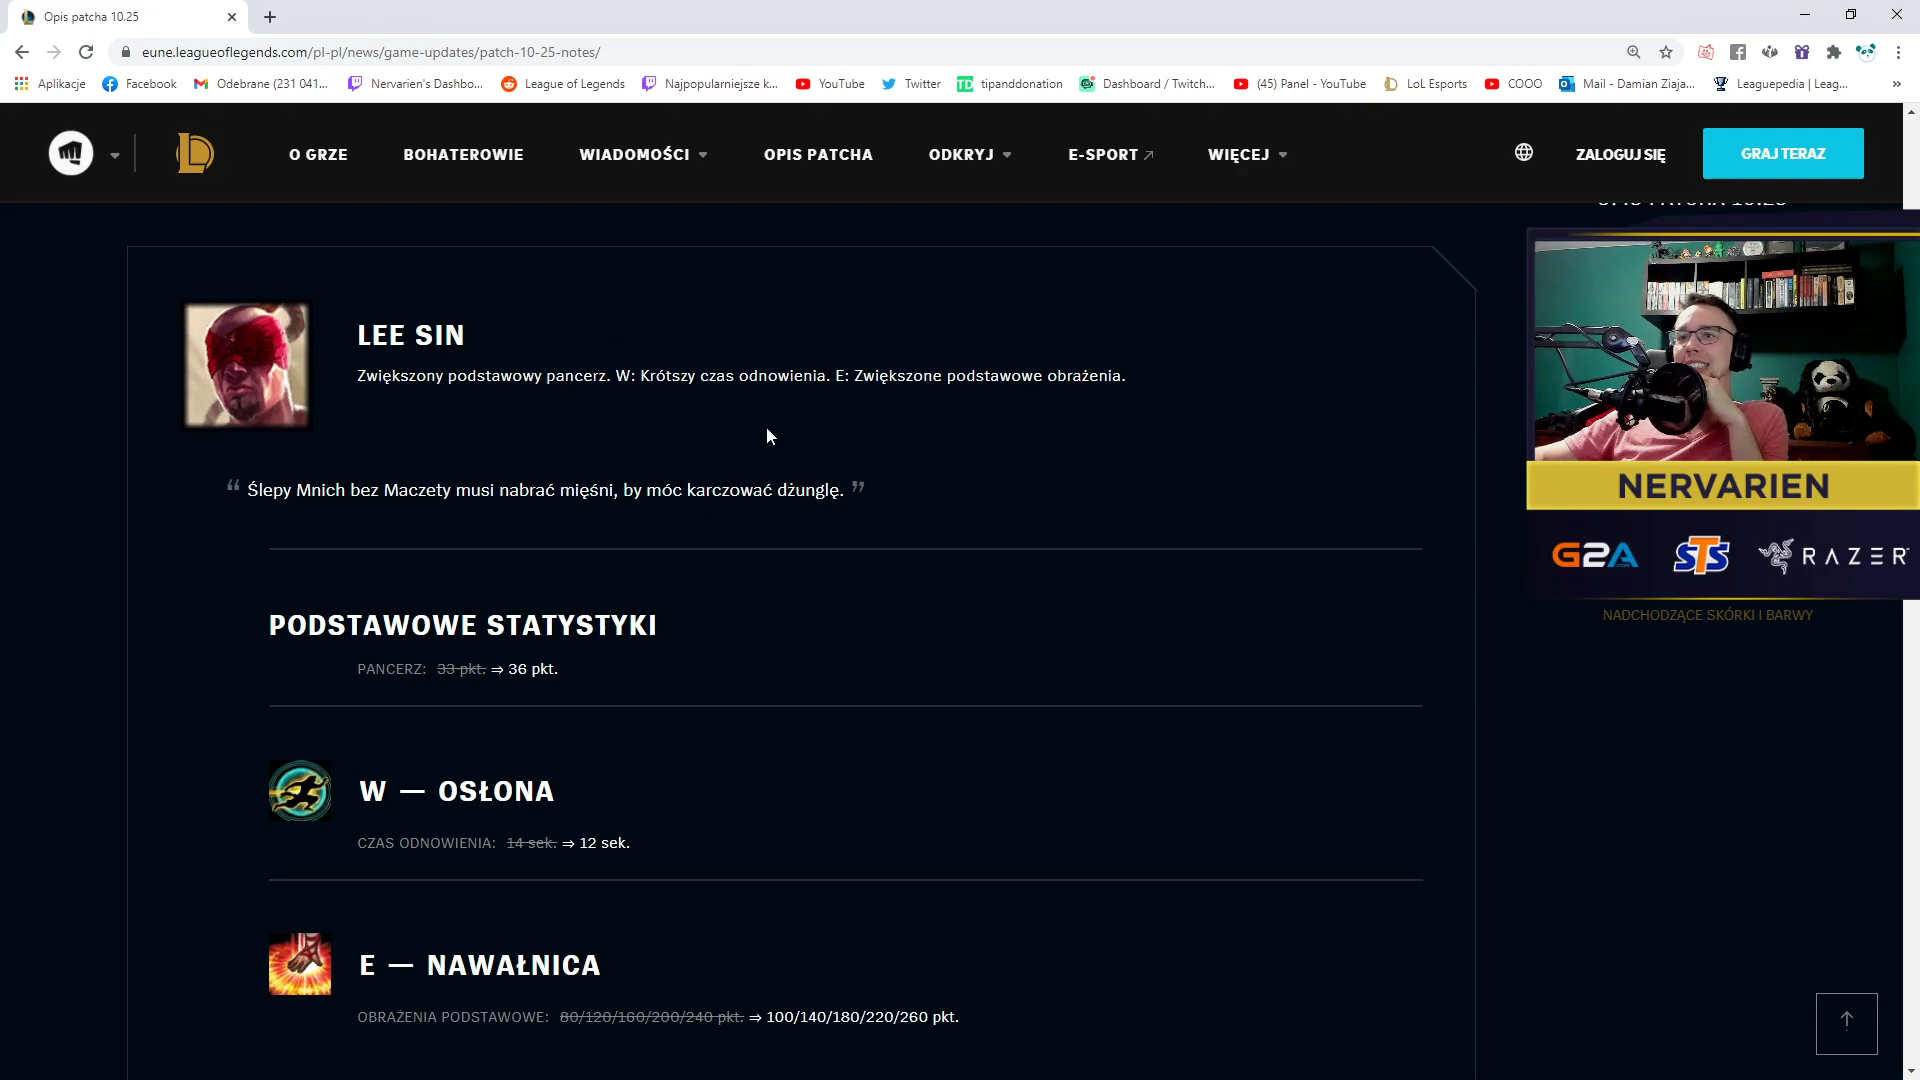 Opis patcha 10.25
eune.leagueoflegends.com/pl-pl/news/game-updates/patch-10-25-notes/
Aplikacje Facebook Odebrane (231 041... Nervarien's Dashbo... League of Legends Najpopularniejsze k... YouTube Twitter tipanddonation Dashboard / Twitch... (45) Panel - YouTube LoL Esports COOO Mail - Damian Ziaja... Leaguepedia | Leag... »
O GRZE BOHATEROWIE WIADOMOŚCI OPIS PATCHA ODKRYJ E-SPORT WIĘCEJ ZALOGUJ SIĘ GRAJ TERAZ
LEE SIN
Zwiększony podstawowy pancerz. W: Krótszy czas odnowienia. E: Zwiększone podstawowe obrażenia.
“ Ślepy Mnich bez Maczety musi nabrać mięśni, by móc karczować dżunglę. ”
PODSTAWOWE STATYSTYKI
PANCERZ: 33 pkt. ⇒ 36 pkt.
W — OSŁONA
CZAS ODNOWIENIA: 14 sek. ⇒ 12 sek.
E — NAWAŁNICA
OBRAŻENIA PODSTAWOWE: 80/120/160/200/240 pkt. ⇒ 100/140/180/220/260 pkt.
NERVARIEN
G2A STS RAZER
NADCHODZĄCE SKÓRKI I BARWY